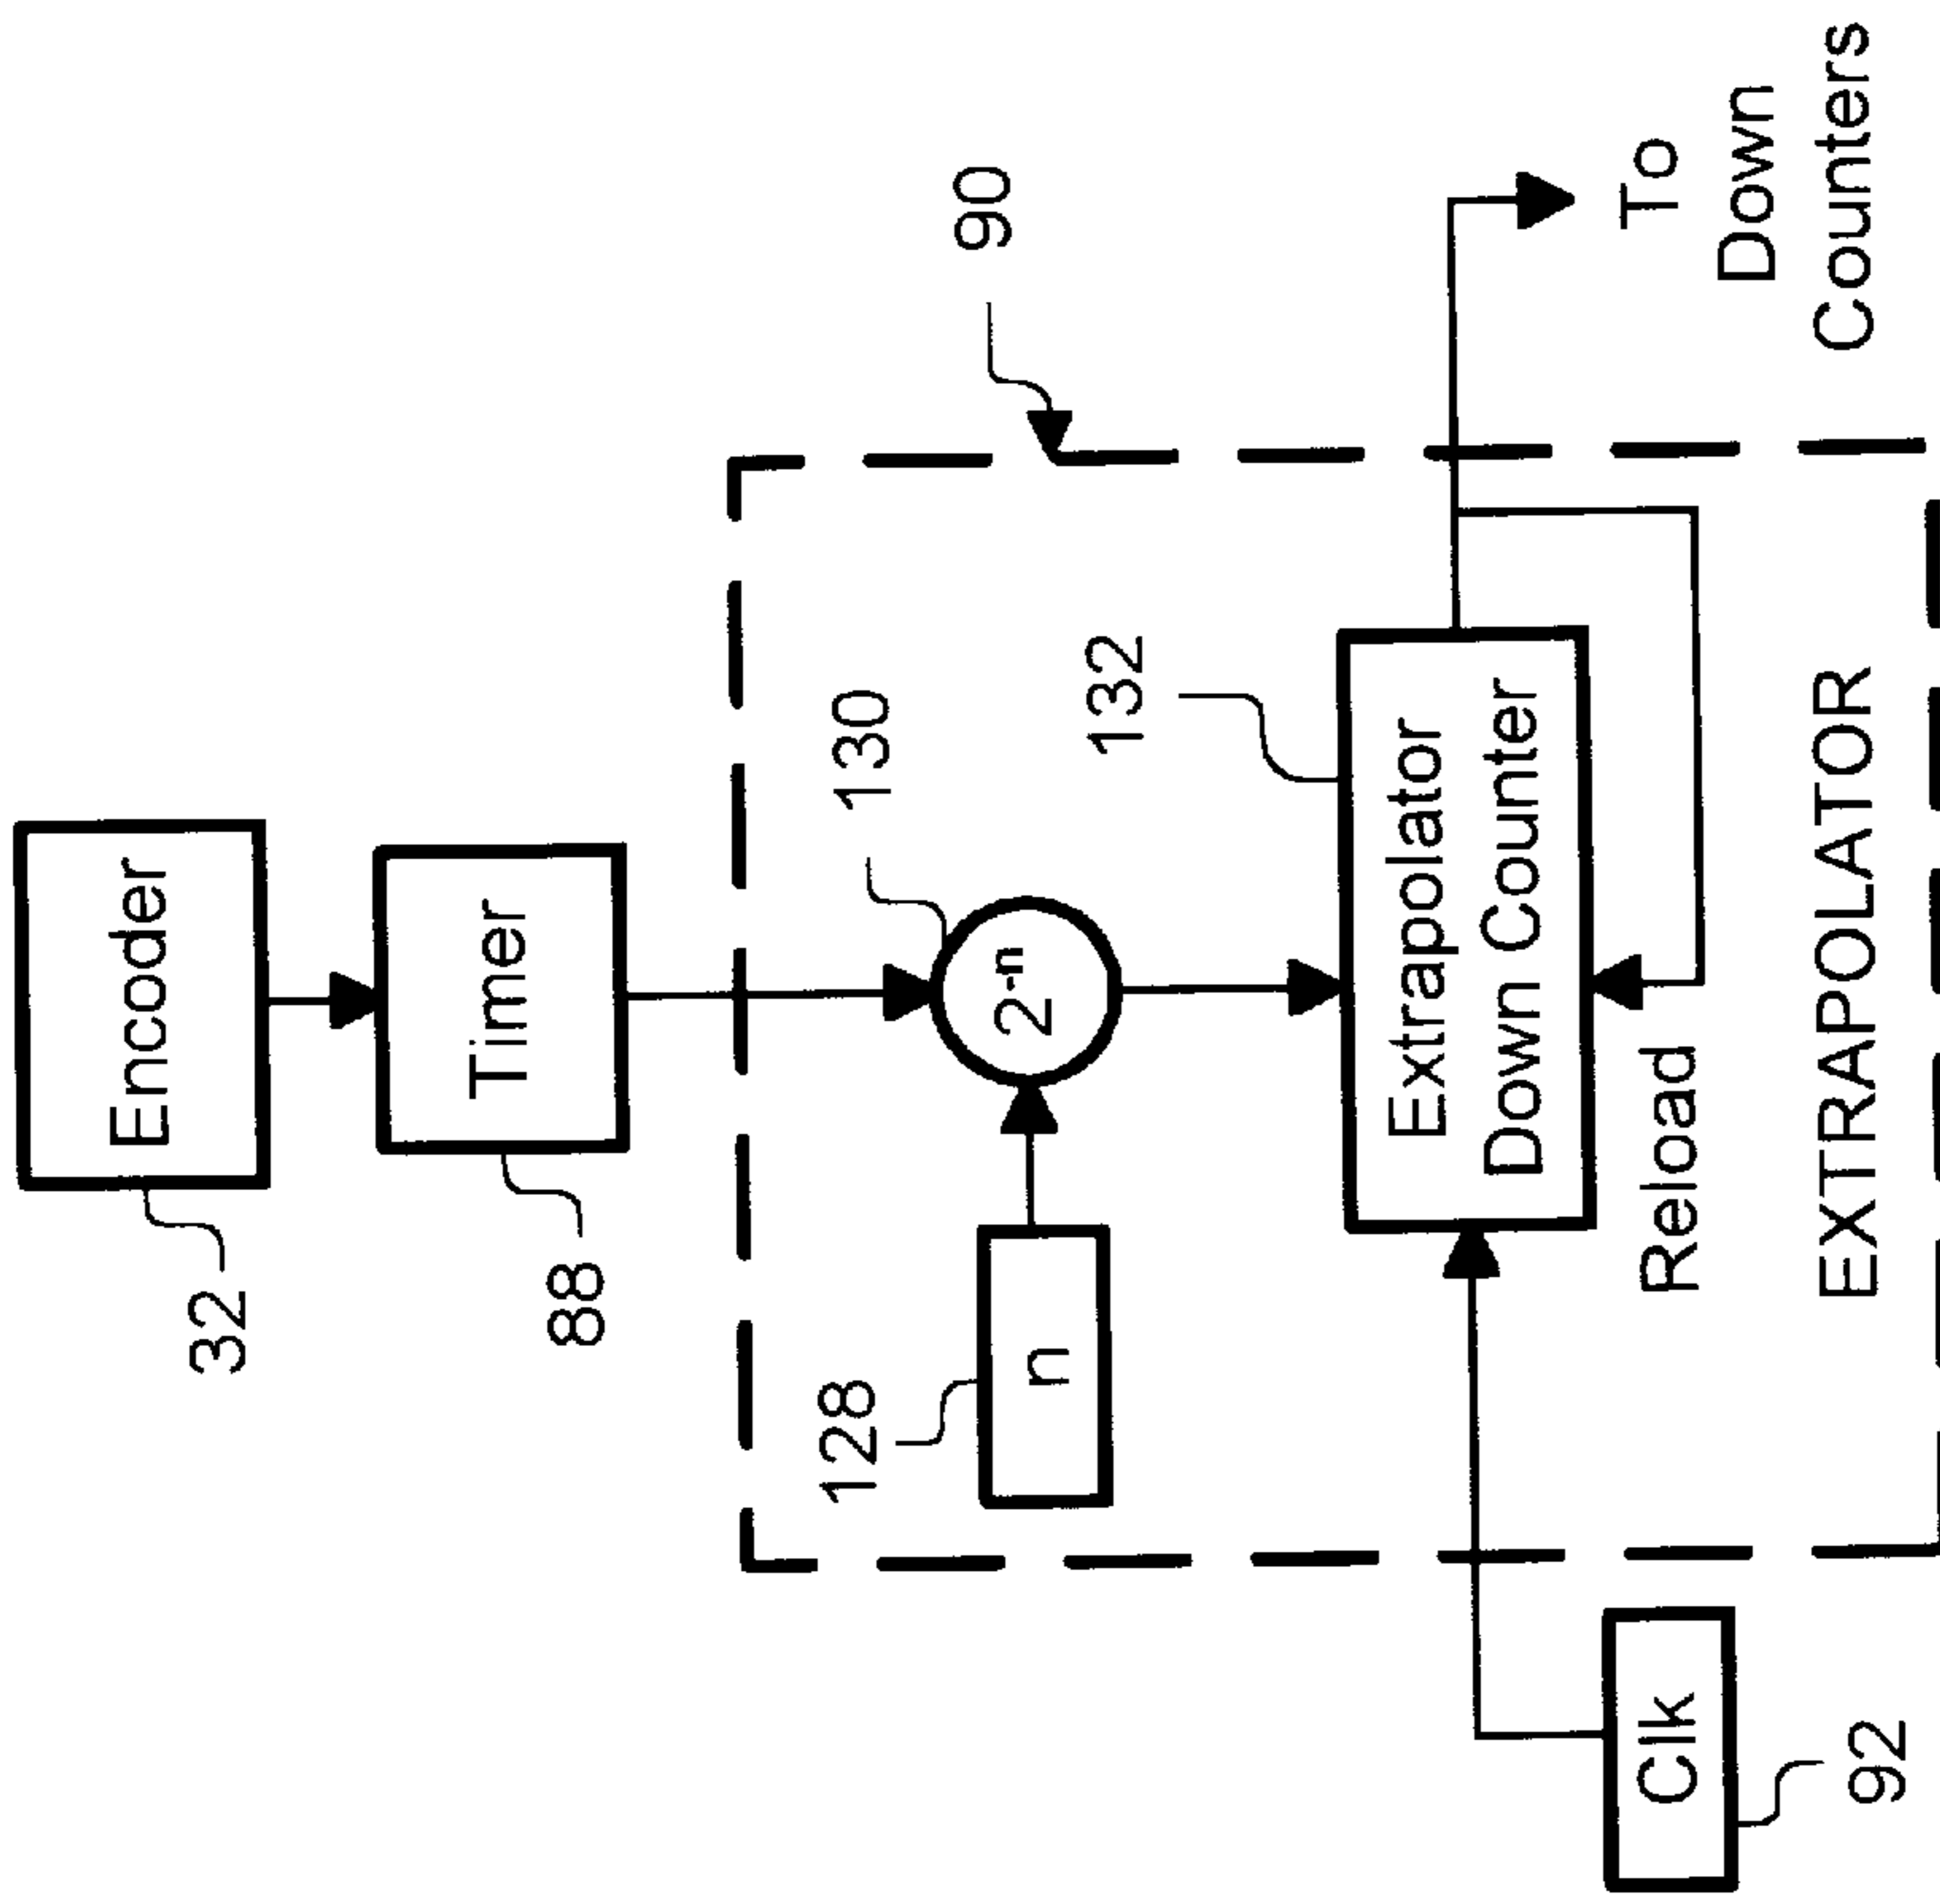 Encoder
32
Timer
88
90
130
2⁻ⁿ
128
n
132
Extrapolator
Down Counter
Reload
EXTRAPOLATOR
Clk
92
To
Down
Counters